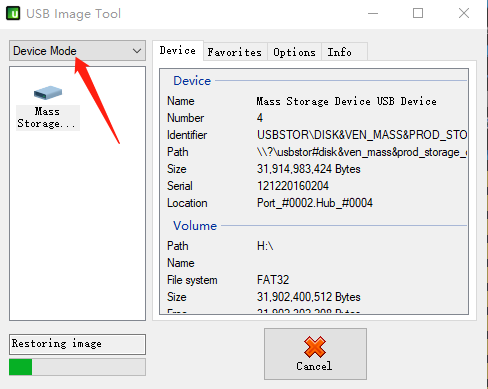 USB Image Tool
Device Mode
Mass
Storage...
Device Favorites Options Info
Device
Name Mass Storage Device USB Device
Number 4
Identifier USBSTOR\DISK&VEN_MASS&PROD_STO
Path \\?\usbstor#disk&ven_mass&prod_storage_
Size 31,914,983,424 Bytes
Serial 121220160204
Location Port_#0002.Hub_#0004
Volume
Path H:\
Name
File system FAT32
Size 31,902,400,512 Bytes
Free Bytes
Restoring image
Cancel